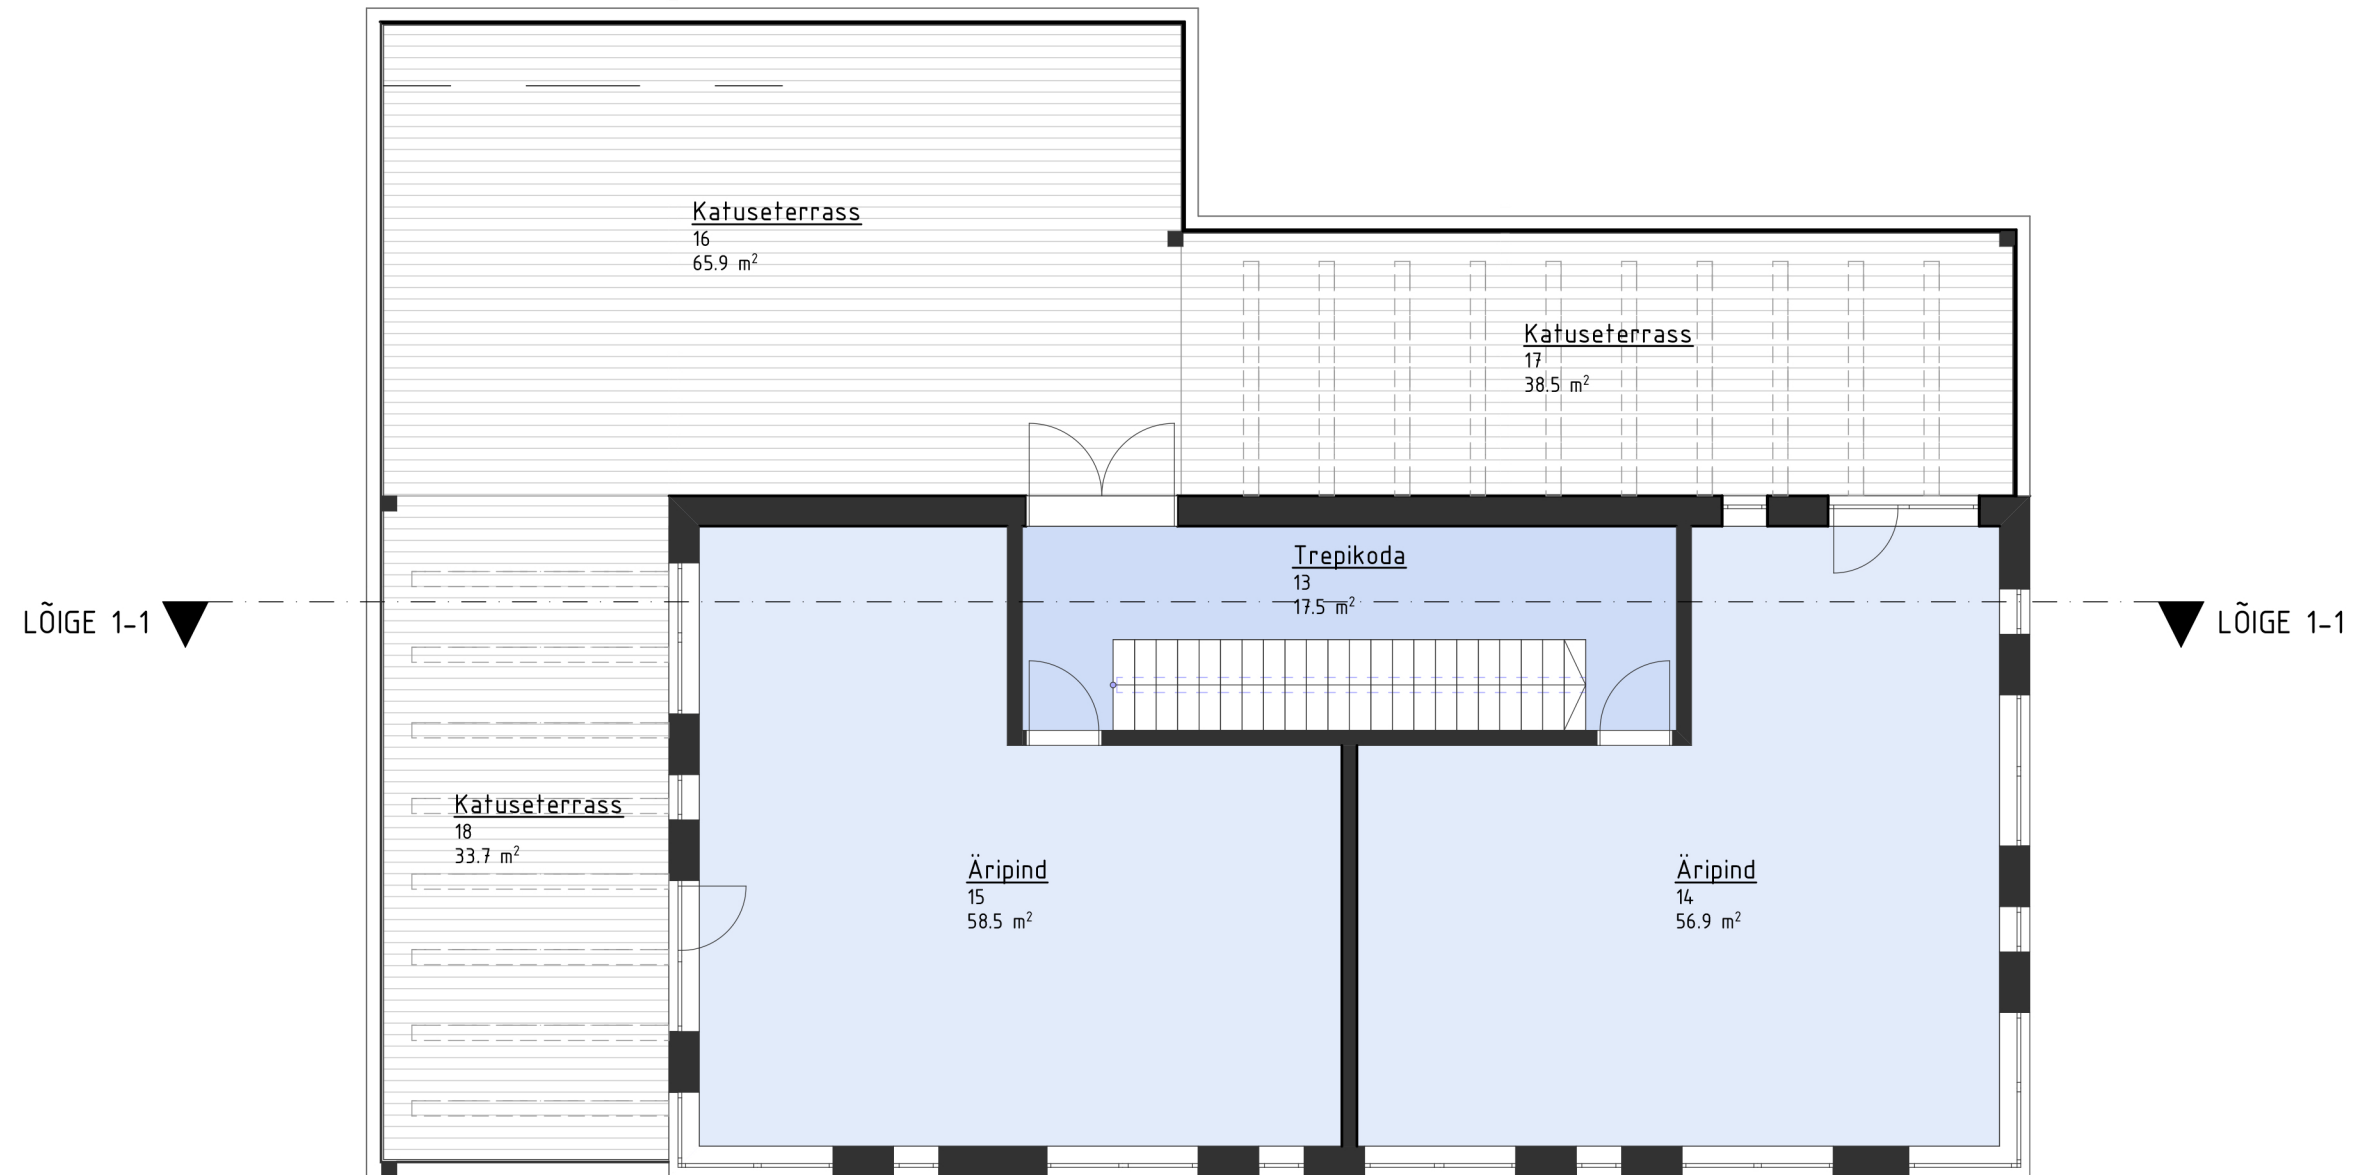 Katuseterrass
16
65.9 m²
Katuseterrass
17
38.5 m²
Trepikoda
13
17.5 m²
LÕIGE 1-1
LÕIGE 1-1
Katuseterrass
18
33.7 m²
Äripind
15
58.5 m²
Äripind
14
56.9 m²